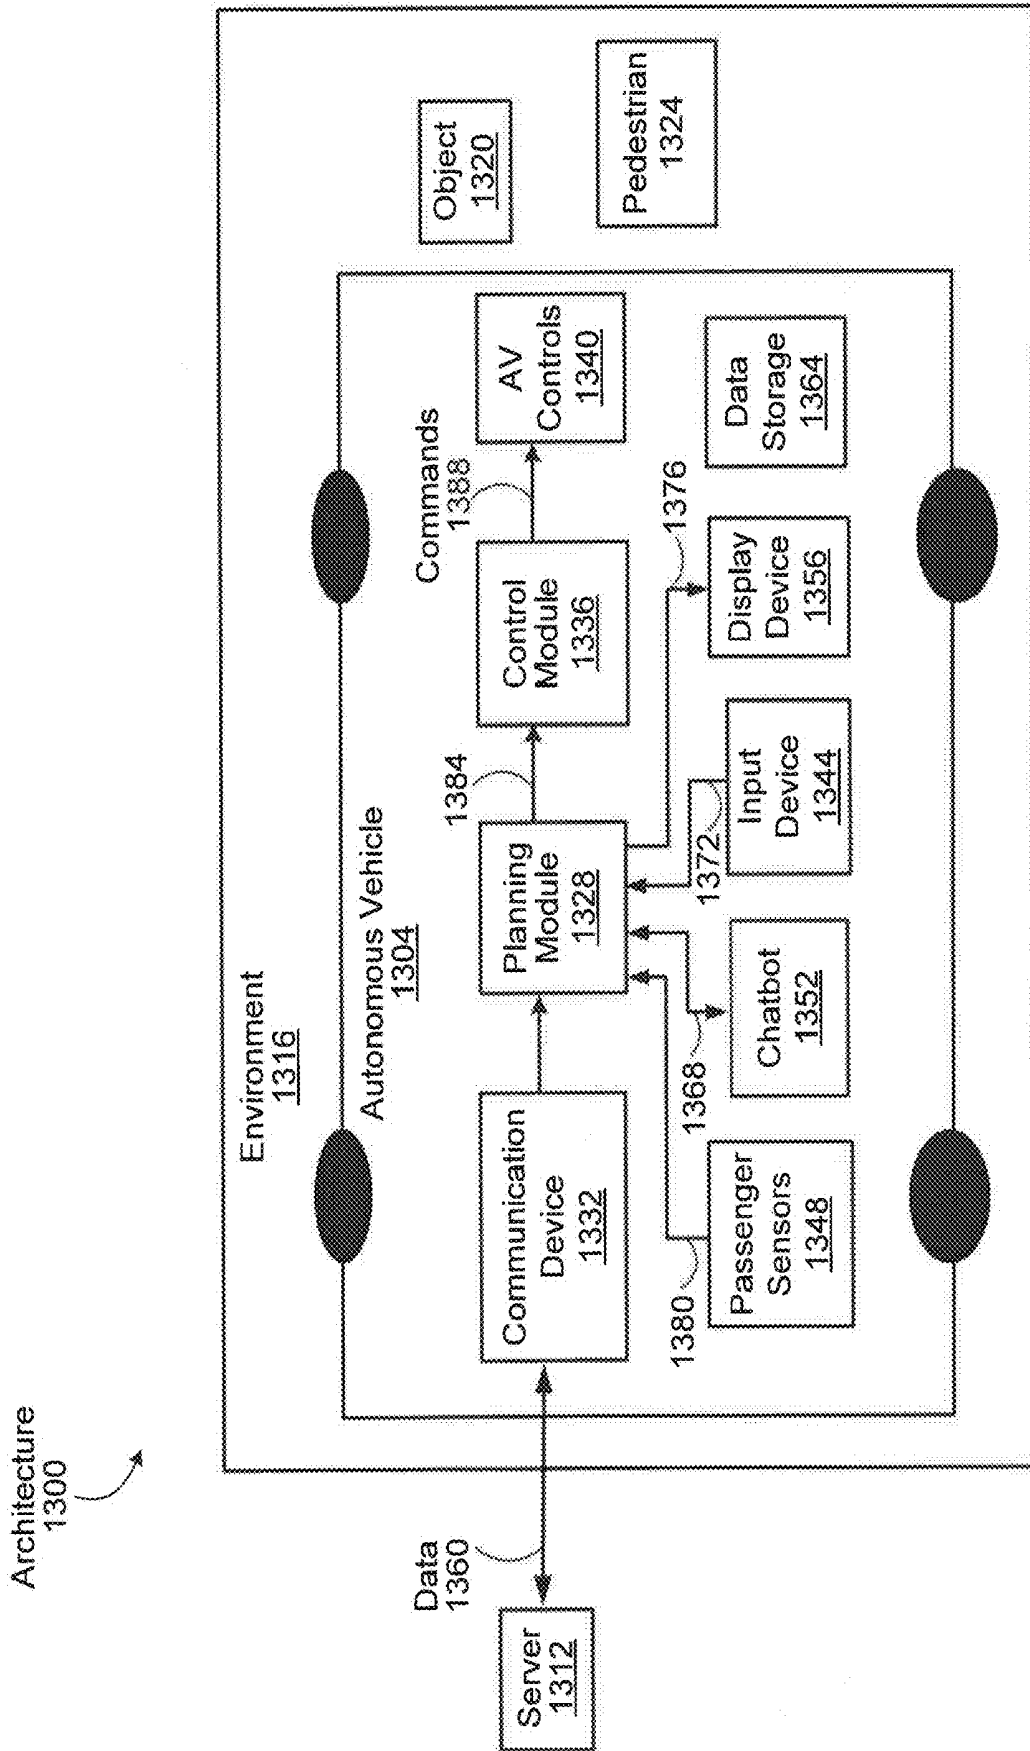 Architecture
1300
Environment
1316
Autonomous Vehicle
1304
Object
1320
Pedestrian
1324
Server
1312
Data
1360
Communication
Device
1332
Planning
Module
1328
1384
Control
Module
1336
Commands
1388
AV
Controls
1340
1380
1368
1372
1376
Passenger
Sensors
1348
Chatbot
1352
Input
Device
1344
Display
Device
1356
Data
Storage
1364